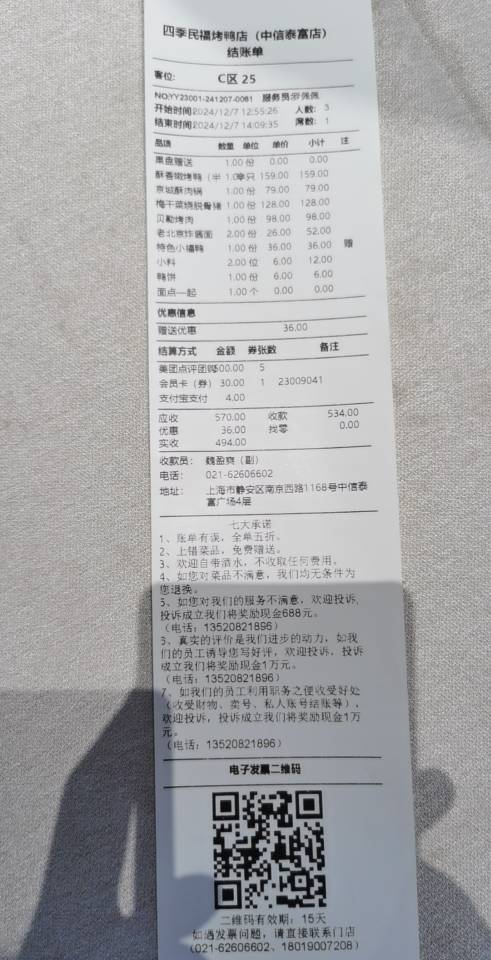 四季民福烤鸭店（中信泰富店）
结账单
客位： C区 25
NO:YY23001-241207-0061 服务员:佩佩
开始时间2024/12/7 12:55:26 人数：3
结束时间2024/12/7 14:09:35 席数：1
品项 数量 单位 单价 小计 注
果盘赠送 1.00 份 0.00 0.00
酥香嫩烤鸭（半 1.0 只 159.00 159.00
京城酥肉锅 1.00 份 79.00 79.00
梅干菜烧脱骨猪 1.00 份 128.00 128.00
贝勒烤肉 1.00 份 98.00 98.00
老北京炸酱面 2.00 份 26.00 52.00
特色小福鸭 1.00 份 36.00 36.00 赠
小料 2.00 位 6.00 12.00
鸭饼 1.00 份 6.00 6.00
面点一起 1.00 个 0.00 0.00
优惠信息
赠送优惠 36.00
结算方式 金额 券张数 备注
美团点评团购500.00 5
会员卡（券）30.00 1 23009041
支付宝支付 4.00
应收 570.00 收款 534.00
优惠 36.00 找零 0.00
实收 494.00
收款员： 魏盈爽（副）
电话： 021-62606602
地址： 上海市静安区南京西路1168号中信泰
富广场4层
七大承诺
1、账单有误，全单五折。
2、上错菜品，免费赠送。
3、欢迎自带酒水，不收取任何费用。
4、如您对菜品不满意，我们均无条件为
您退换。
5、如您对我们的服务不满意，欢迎投诉，
投诉成立我们将奖励现金688元。
（电话：13520821896）
6、真实的评价是我们进步的动力，如我
们的员工诱导您写好评，欢迎投诉，投诉
成立我们将奖励现金1万元。
（电话：13520821896）
7、如我们的员工利用职务之便收受好处
（收受财物、卖号、私人账号结账等），
欢迎投诉，投诉成立我们将奖励现金1万
元。
（电话：13520821896）
电子发票二维码
二维码有效期：15天
如遇发票问题，请直接联系门店
(021-62606602、18019007208)